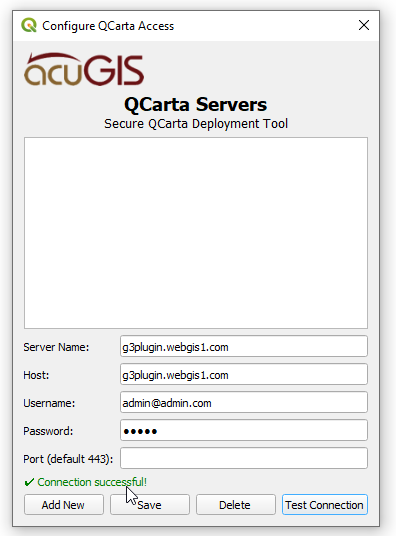 Configure QCarta Access
acuGIS
QCarta Servers
Secure QCarta Deployment Tool
Server Name: g3plugin.webgis1.com
Host: g3plugin.webgis1.com
Username: admin@admin.com
Password: •••••
Port (default 443):
✓ Connection successful!
Add New Save Delete Test Connection